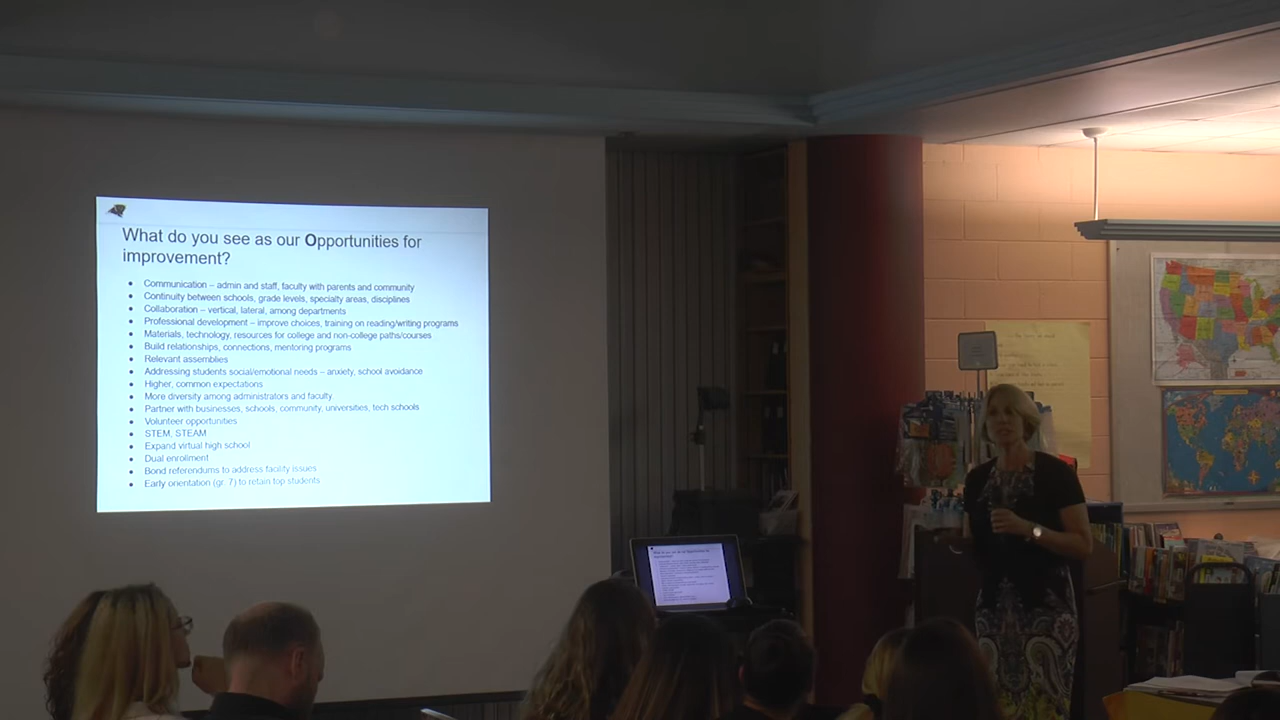 What do you see as our Opportunities for
improvement?
• Communication – admin and staff, faculty with parents and community
• Continuity between schools, grade levels, specialty areas, disciplines
• Collaboration – vertical, lateral, among departments
• Professional development – improve choices, training on reading/writing programs
• Materials, technology, resources for college and non-college paths/courses
• Build relationships, connections, mentoring programs
• Relevant assemblies
• Addressing students social/emotional needs – anxiety, school avoidance
• Higher, common expectations
• More diversity among administrators and faculty
• Partner with businesses, schools, community, universities, tech schools
• Volunteer opportunities
• STEM, STEAM
• Expand virtual high school
• Dual enrollment
• Bond referendums to address facility issues
• Early orientation (gr. 7) to retain top students